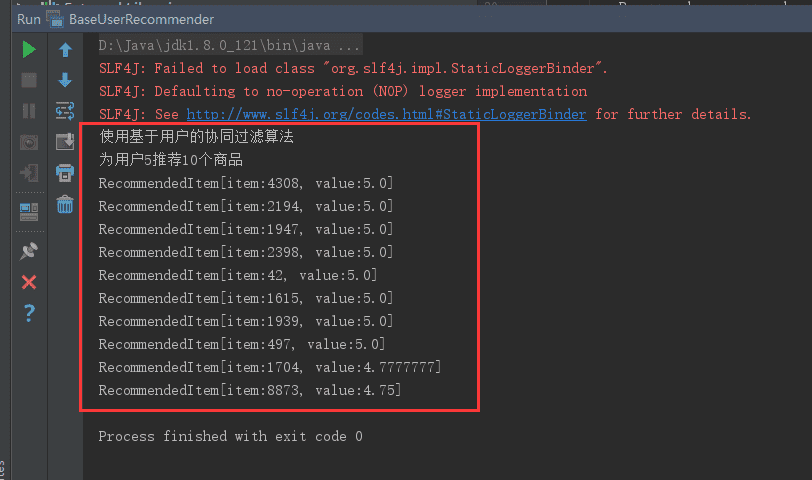 Run BaseUserRecommender
D:\Java\jdk1.8.0_121\bin\java ...
SLF4J: Failed to load class "org.slf4j.impl.StaticLoggerBinder".
SLF4J: Defaulting to no-operation (NOP) logger implementation
SLF4J: See http://www.slf4j.org/codes.html#StaticLoggerBinder for further details.
使用基于用户的协同过滤算法
为用户5推荐10个商品
RecommendedItem[item:4308, value:5.0]
RecommendedItem[item:2194, value:5.0]
RecommendedItem[item:1947, value:5.0]
RecommendedItem[item:2398, value:5.0]
RecommendedItem[item:42, value:5.0]
RecommendedItem[item:1615, value:5.0]
RecommendedItem[item:1939, value:5.0]
RecommendedItem[item:497, value:5.0]
RecommendedItem[item:1704, value:4.7777777]
RecommendedItem[item:8873, value:4.75]
Process finished with exit code 0